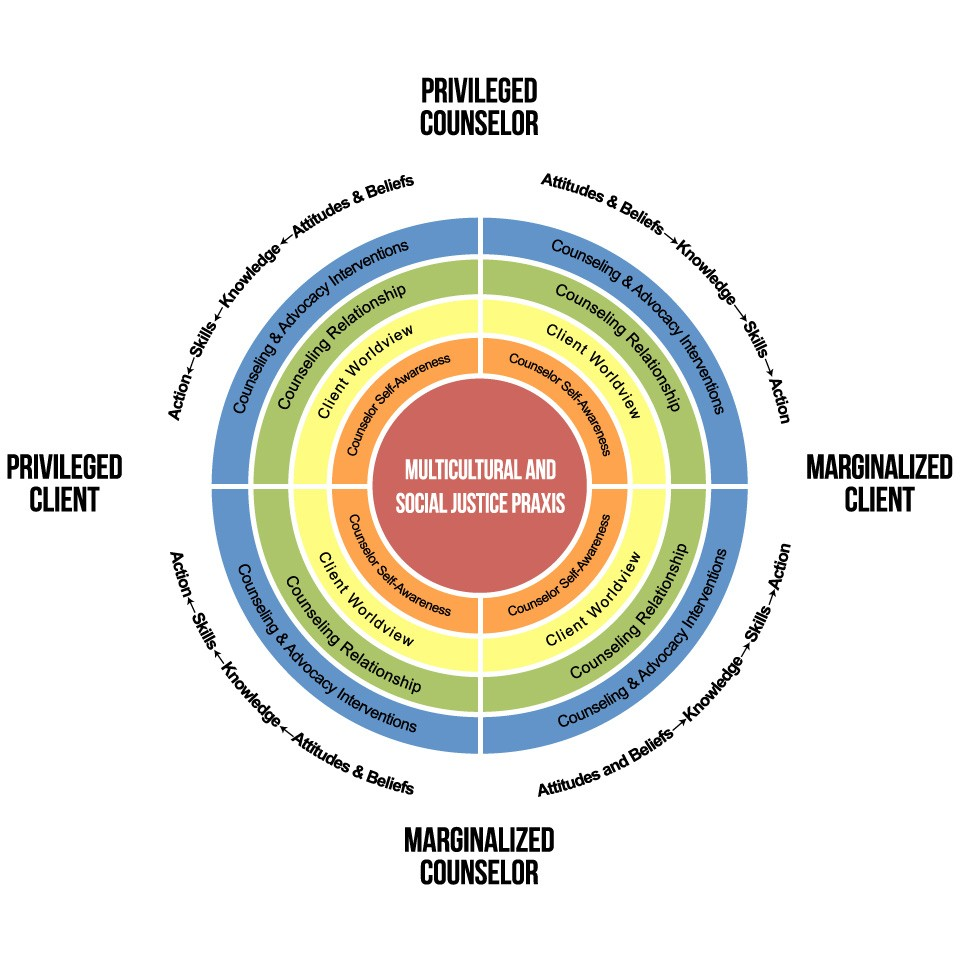 PRIVILEGED
COUNSELOR
Attitudes & Beliefs→Knowledge→Skills→Action
Action←Skills←Knowledge←Attitudes & Beliefs
Counseling & Advocacy Interventions
Counseling & Advocacy Interventions
Counseling Relationship
Counseling Relationship
Client Worldview
Client Worldview
Counselor Self-Awareness
Counselor Self-Awareness
PRIVILEGED
CLIENT
MULTICULTURAL AND
SOCIAL JUSTICE PRAXIS
MARGINALIZED
CLIENT
Counselor Self-Awareness
Counselor Self-Awareness
Client Worldview
Client Worldview
Counseling Relationship
Counseling Relationship
Counseling & Advocacy Interventions
Counseling & Advocacy Interventions
Action←Skills←Knowledge←Attitudes & Beliefs
Attitudes and Beliefs→Knowledge→Skills→Action
MARGINALIZED
COUNSELOR